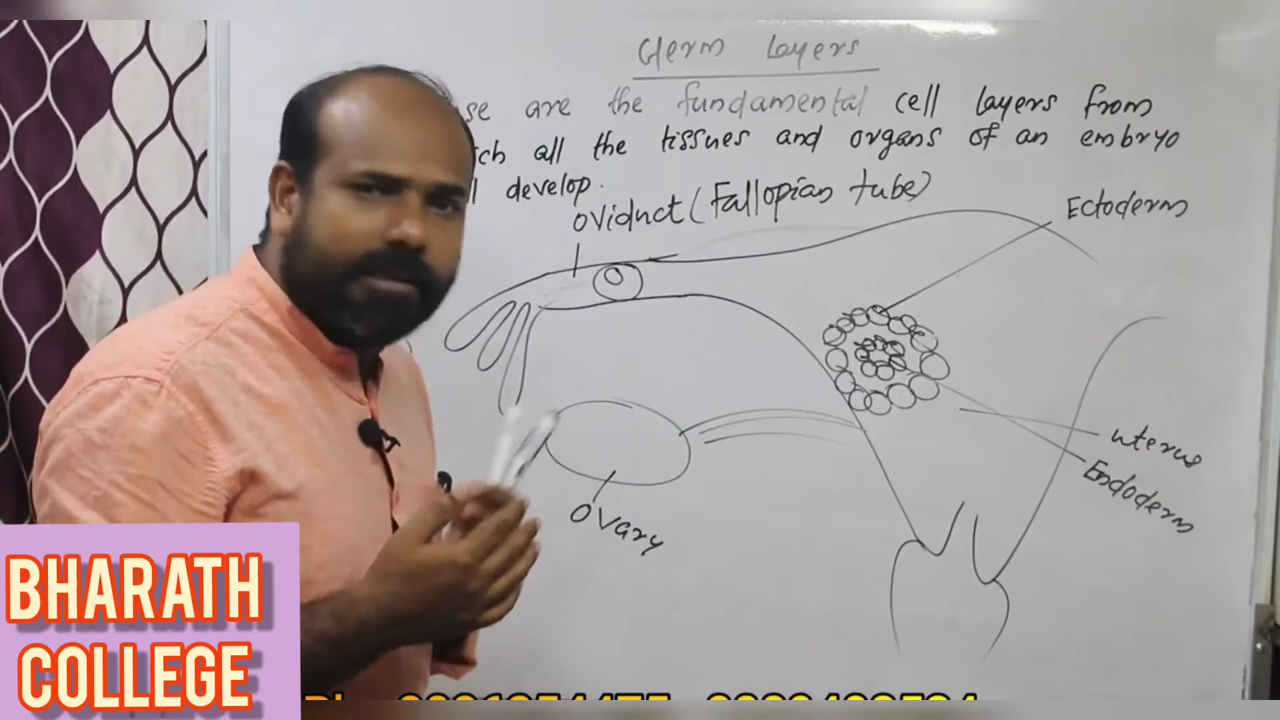 Germ Layers
se are the fundamental cell layers from
ch all the tissues and organs of an embryo
develop.
Oviduct (Fallopian tube)
Ectoderm
uterus
Endoderm
Ovary
BHARATH
COLLEGE